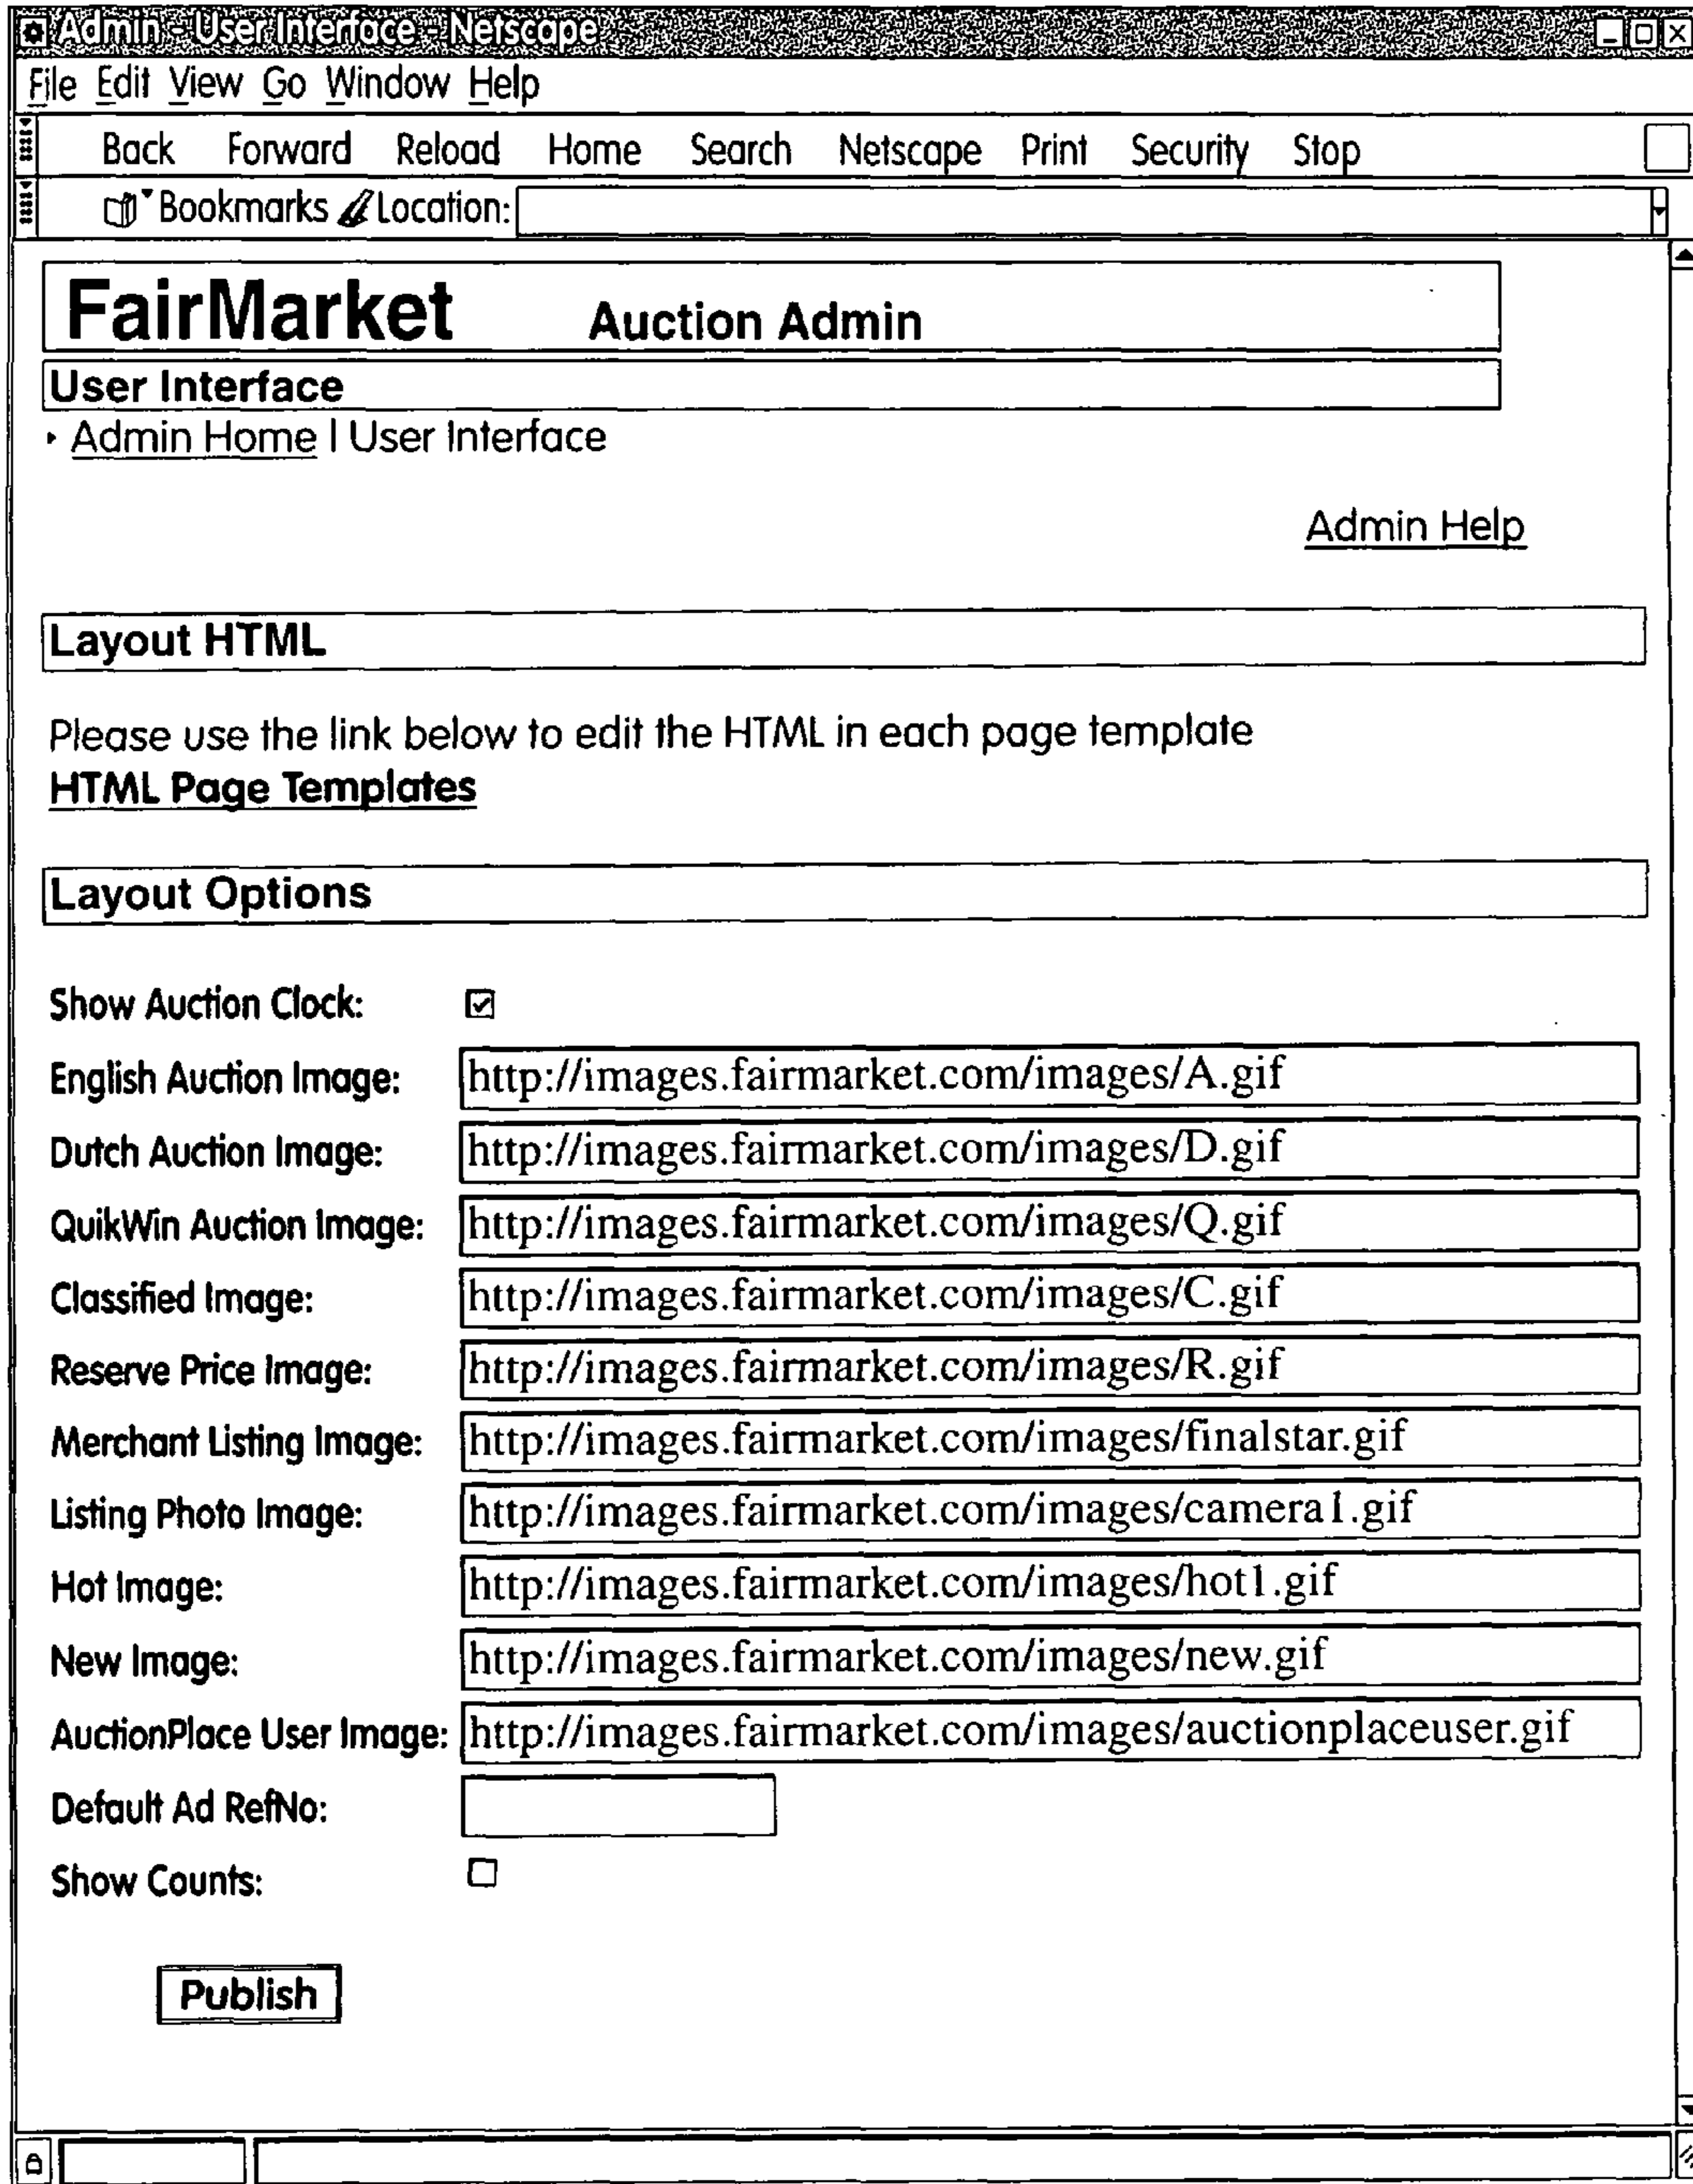 Admin - User Interface - Netscape
File Edit View Go Window Help
Back Forward Reload Home Search Netscape Print Security Stop
Bookmarks Location:
FairMarket Auction Admin
User Interface
Admin Home | User Interface
Admin Help
Layout HTML
Please use the link below to edit the HTML in each page template
HTML Page Templates
Layout Options
Show Auction Clock:
English Auction Image: http://images.fairmarket.com/images/A.gif
Dutch Auction Image: http://images.fairmarket.com/images/D.gif
QuikWin Auction Image: http://images.fairmarket.com/images/Q.gif
Classified Image: http://images.fairmarket.com/images/C.gif
Reserve Price Image: http://images.fairmarket.com/images/R.gif
Merchant Listing Image: http://images.fairmarket.com/images/finalstar.gif
Listing Photo Image: http://images.fairmarket.com/images/camera1.gif
Hot Image: http://images.fairmarket.com/images/hot1.gif
New Image: http://images.fairmarket.com/images/new.gif
AuctionPlace User Image: http://images.fairmarket.com/images/auctionplaceuser.gif
Default Ad RefNo:
Show Counts:
Publish